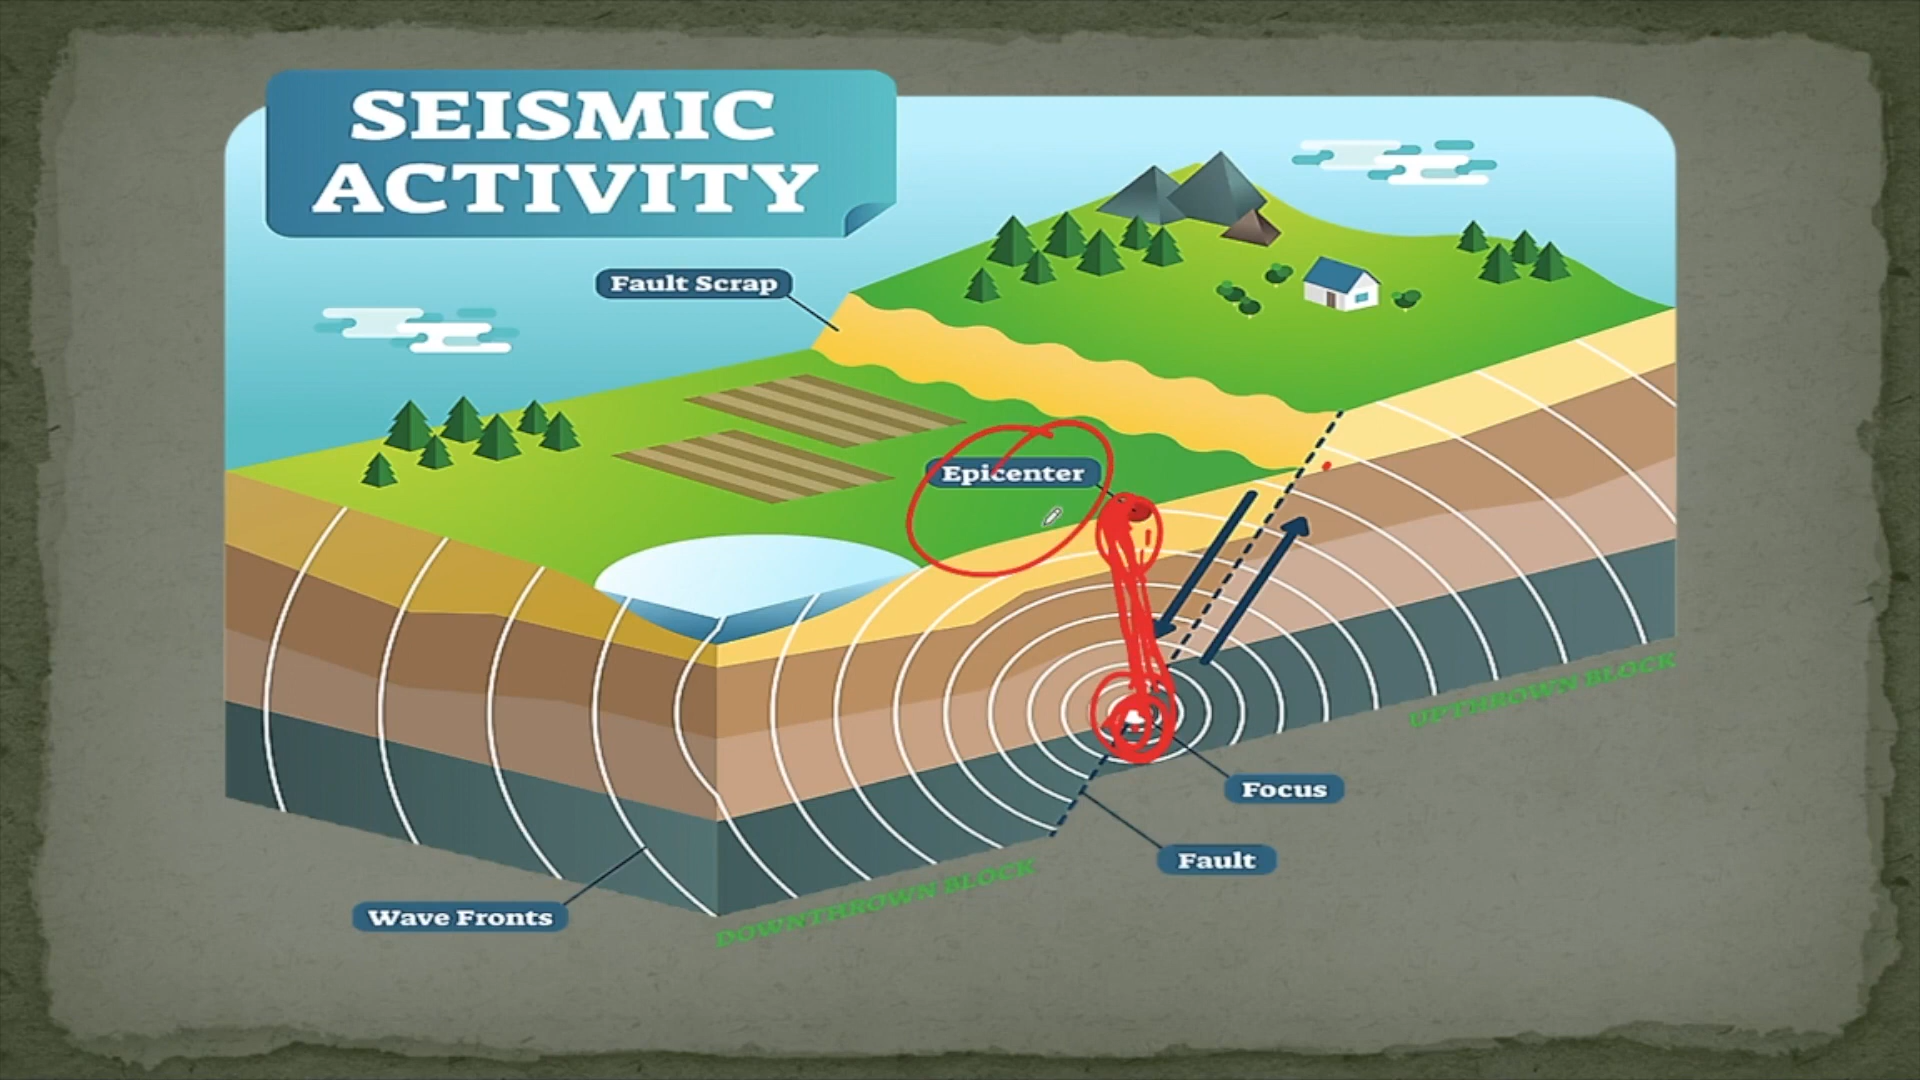 SEISMIC
ACTIVITY
Fault Scrap
Epicenter
UPTHROWN BLOCK
Focus
Fault
DOWNTHROWN BLOCK
Wave Fronts